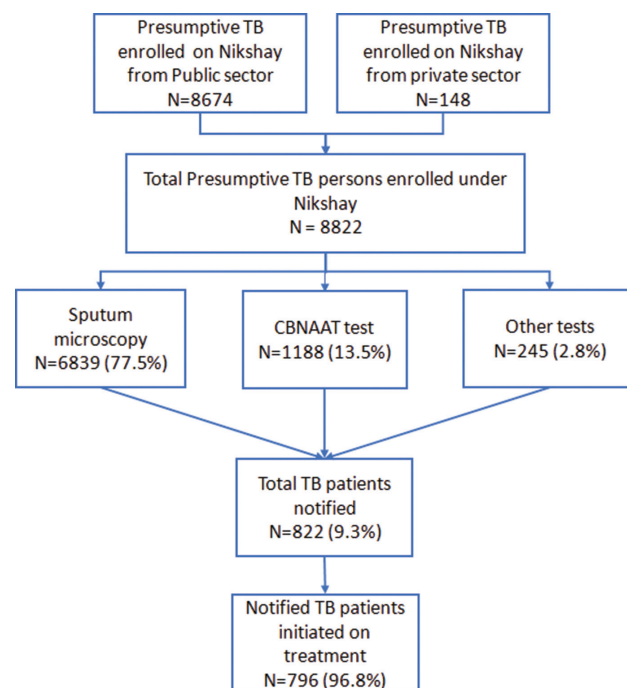 Presumptive TB
enrolled on Nikshay
from Public sector
N=8674
Presumptive TB
enrolled on Nikshay
from private sector
N=148
Total Presumptive TB persons enrolled under
Nikshay
N = 8822
Sputum
microscopy
N=6839 (77.5%)
CBNAAT test
N=1188 (13.5%)
Other tests
N=245 (2.8%)
Total TB patients
notified
N=822 (9.3%)
Notified TB patients
initiated on
treatment
N=796 (96.8%)